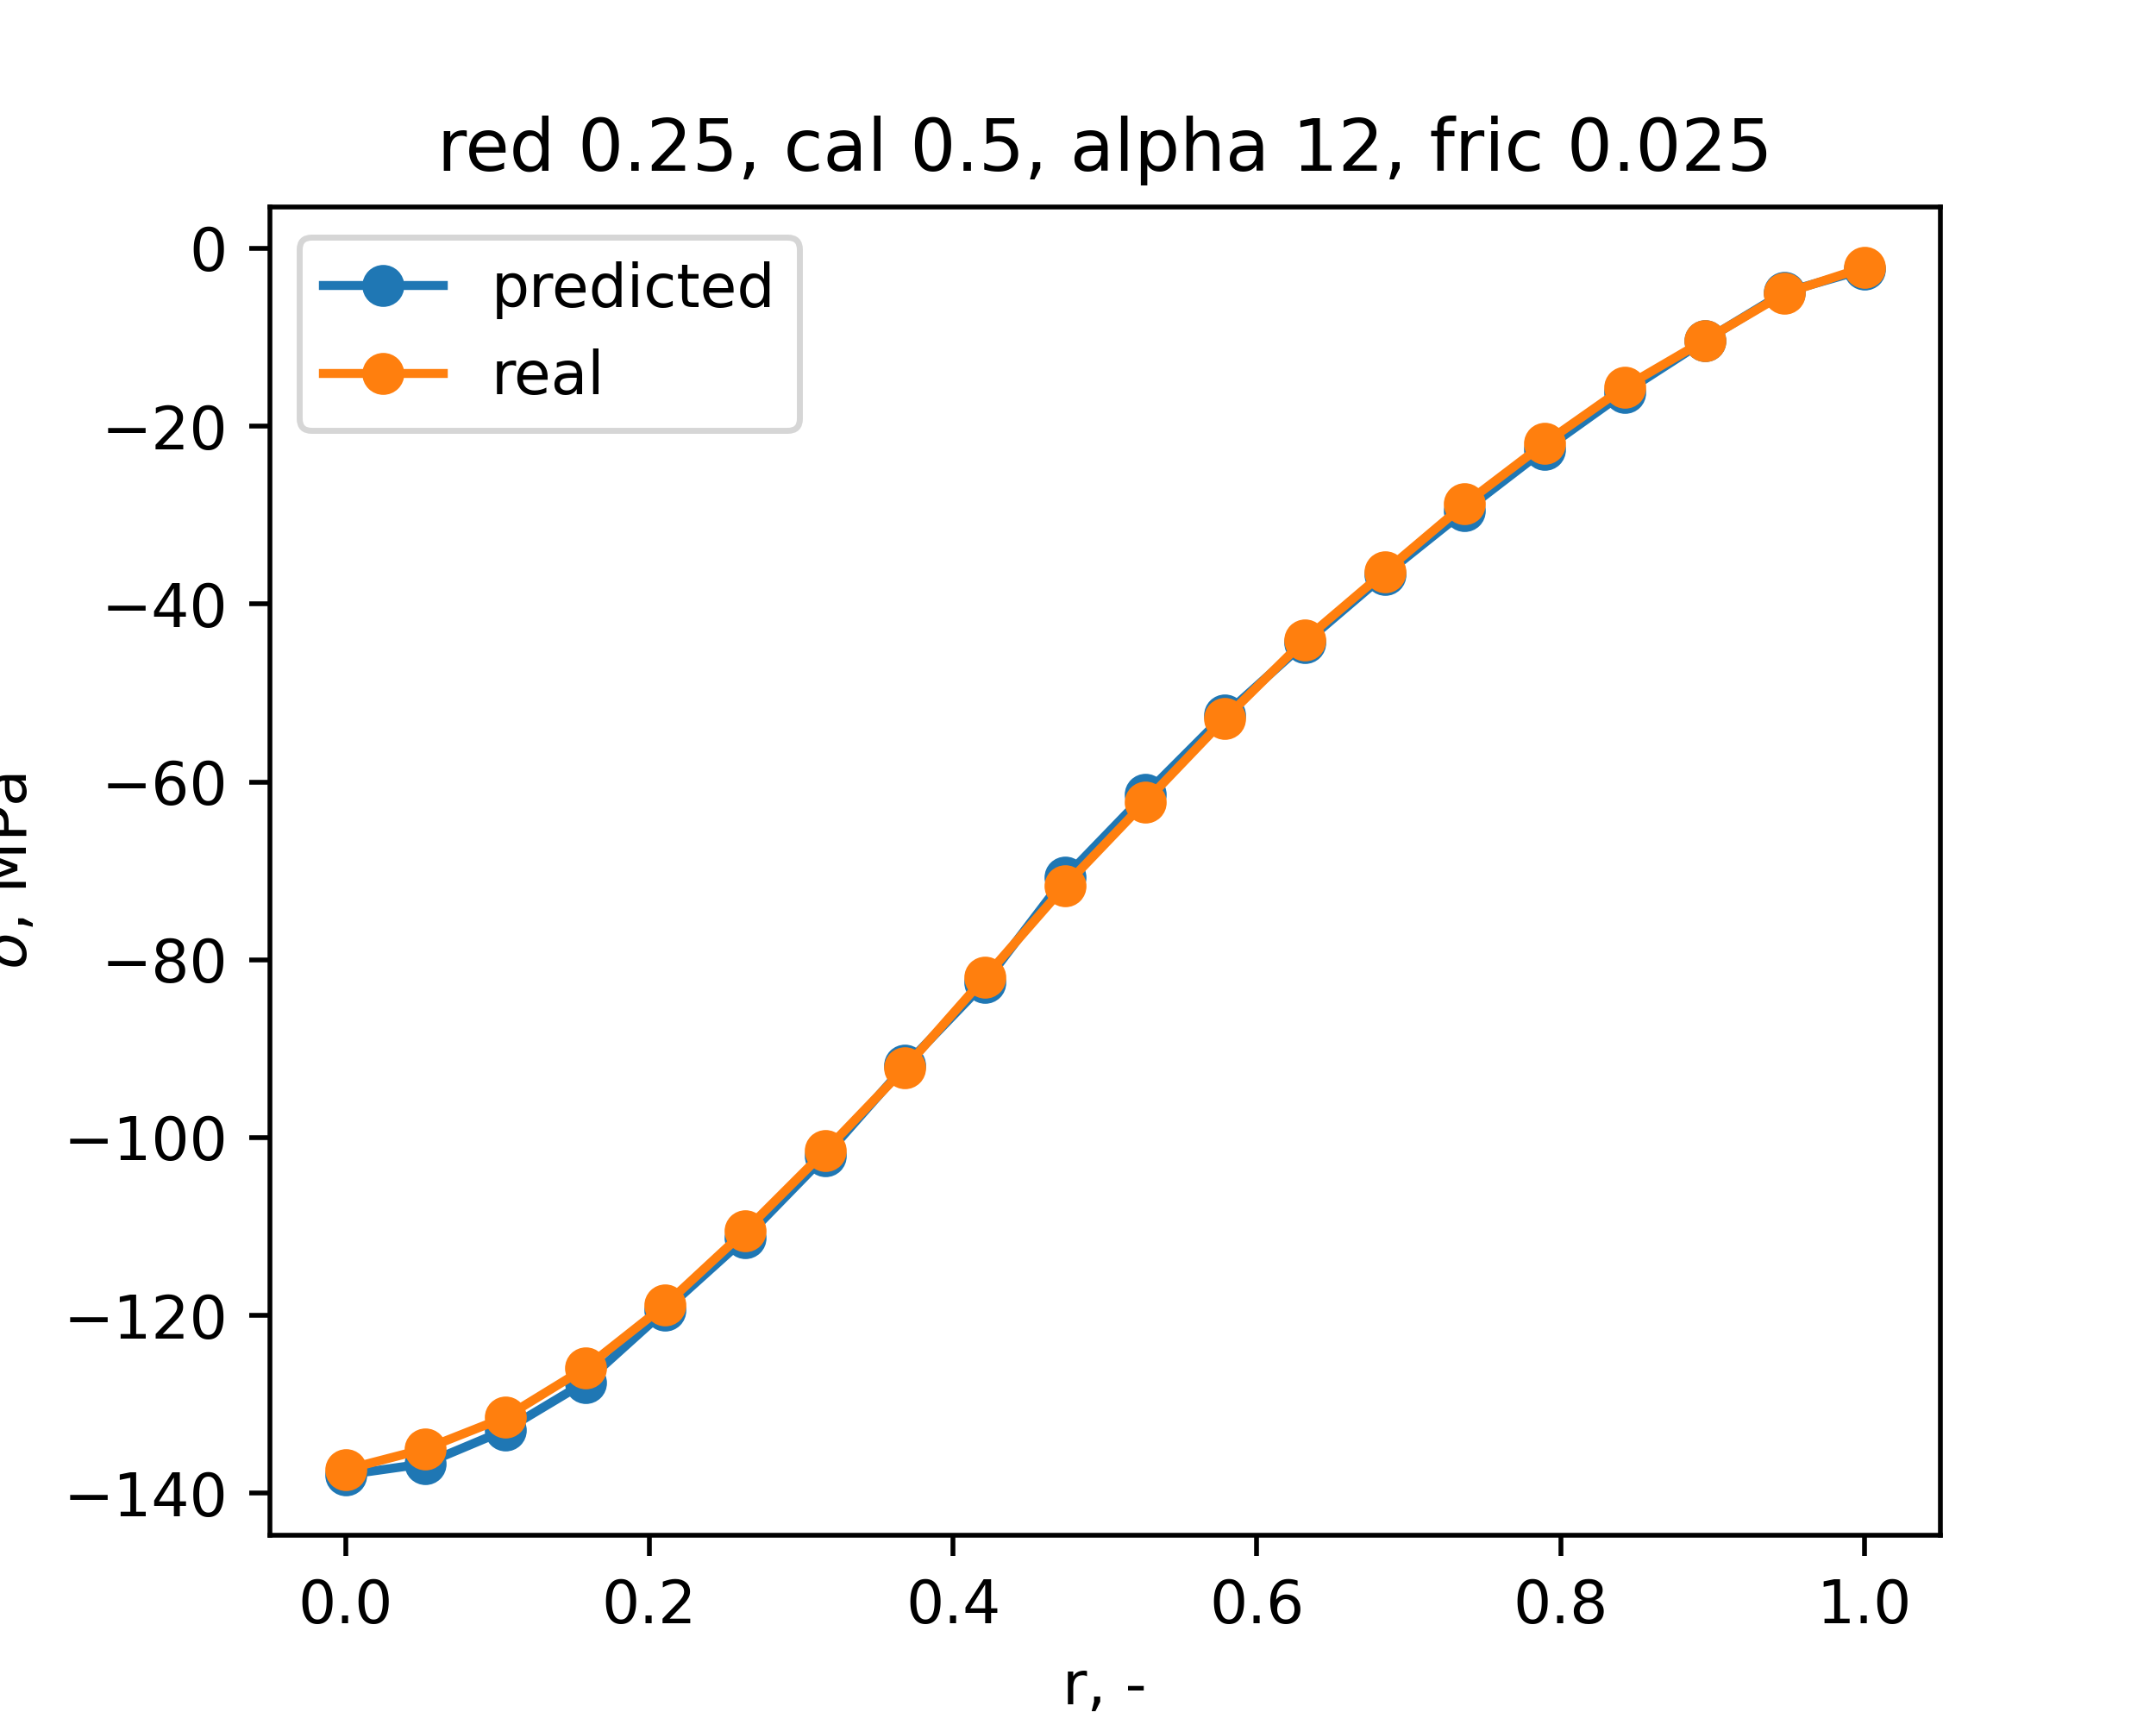 red 0.25, cal 0.5, alpha 12, fric 0.025
predicted
real
0
−20
−40
−60
−80
−100
−120
−140
σ, MPa
0.0 0.2 0.4 0.6 0.8 1.0
r, -